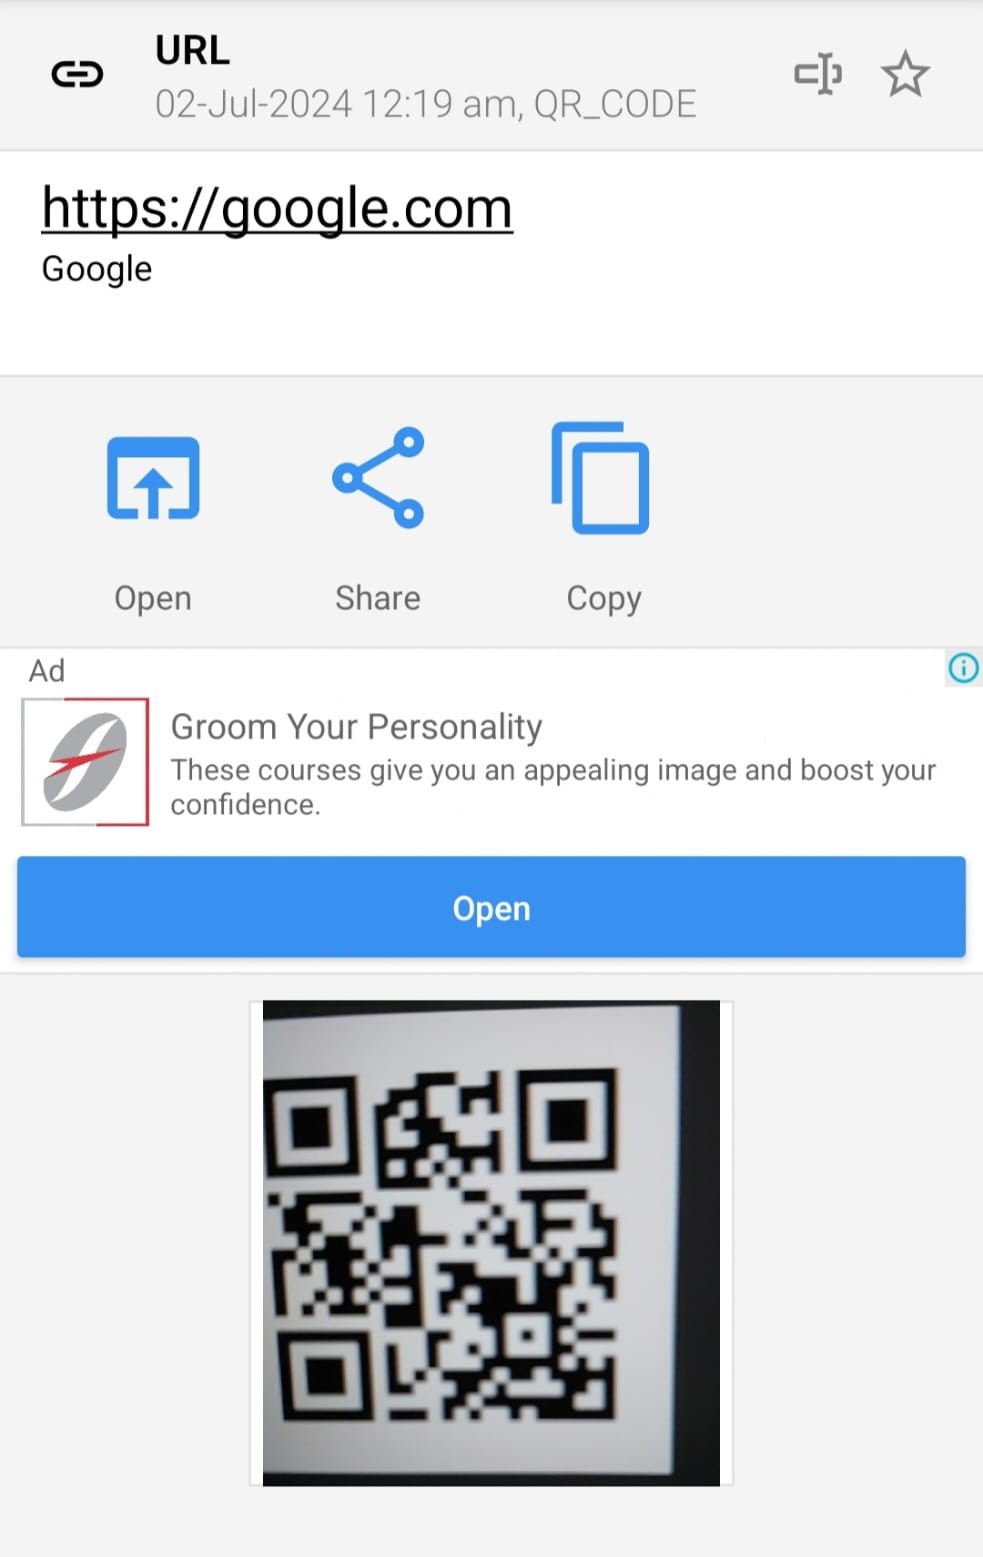 URL
02-Jul-2024 12:19 am, QR_CODE
https://google.com
Google
Open
Share
Copy
Ad
Groom Your Personality
These courses give you an appealing image and boost your
confidence.
Open